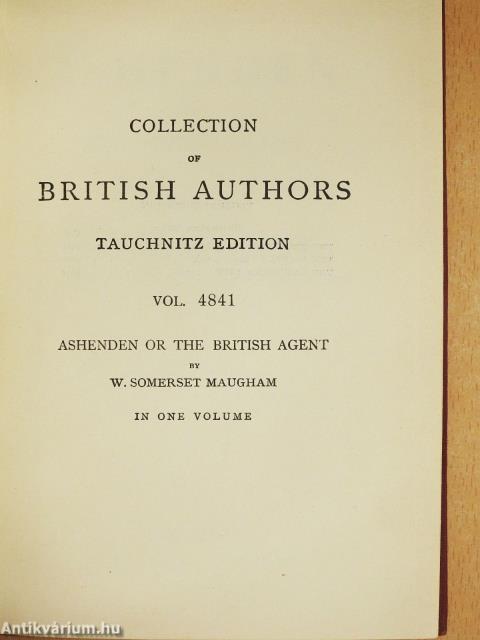 COLLECTION
OF
BRITISH AUTHORS
TAUCHNITZ EDITION
VOL. 4841
ASHENDEN OR THE BRITISH AGENT
BY
W. SOMERSET MAUGHAM
IN ONE VOLUME
Antikvárium.hu